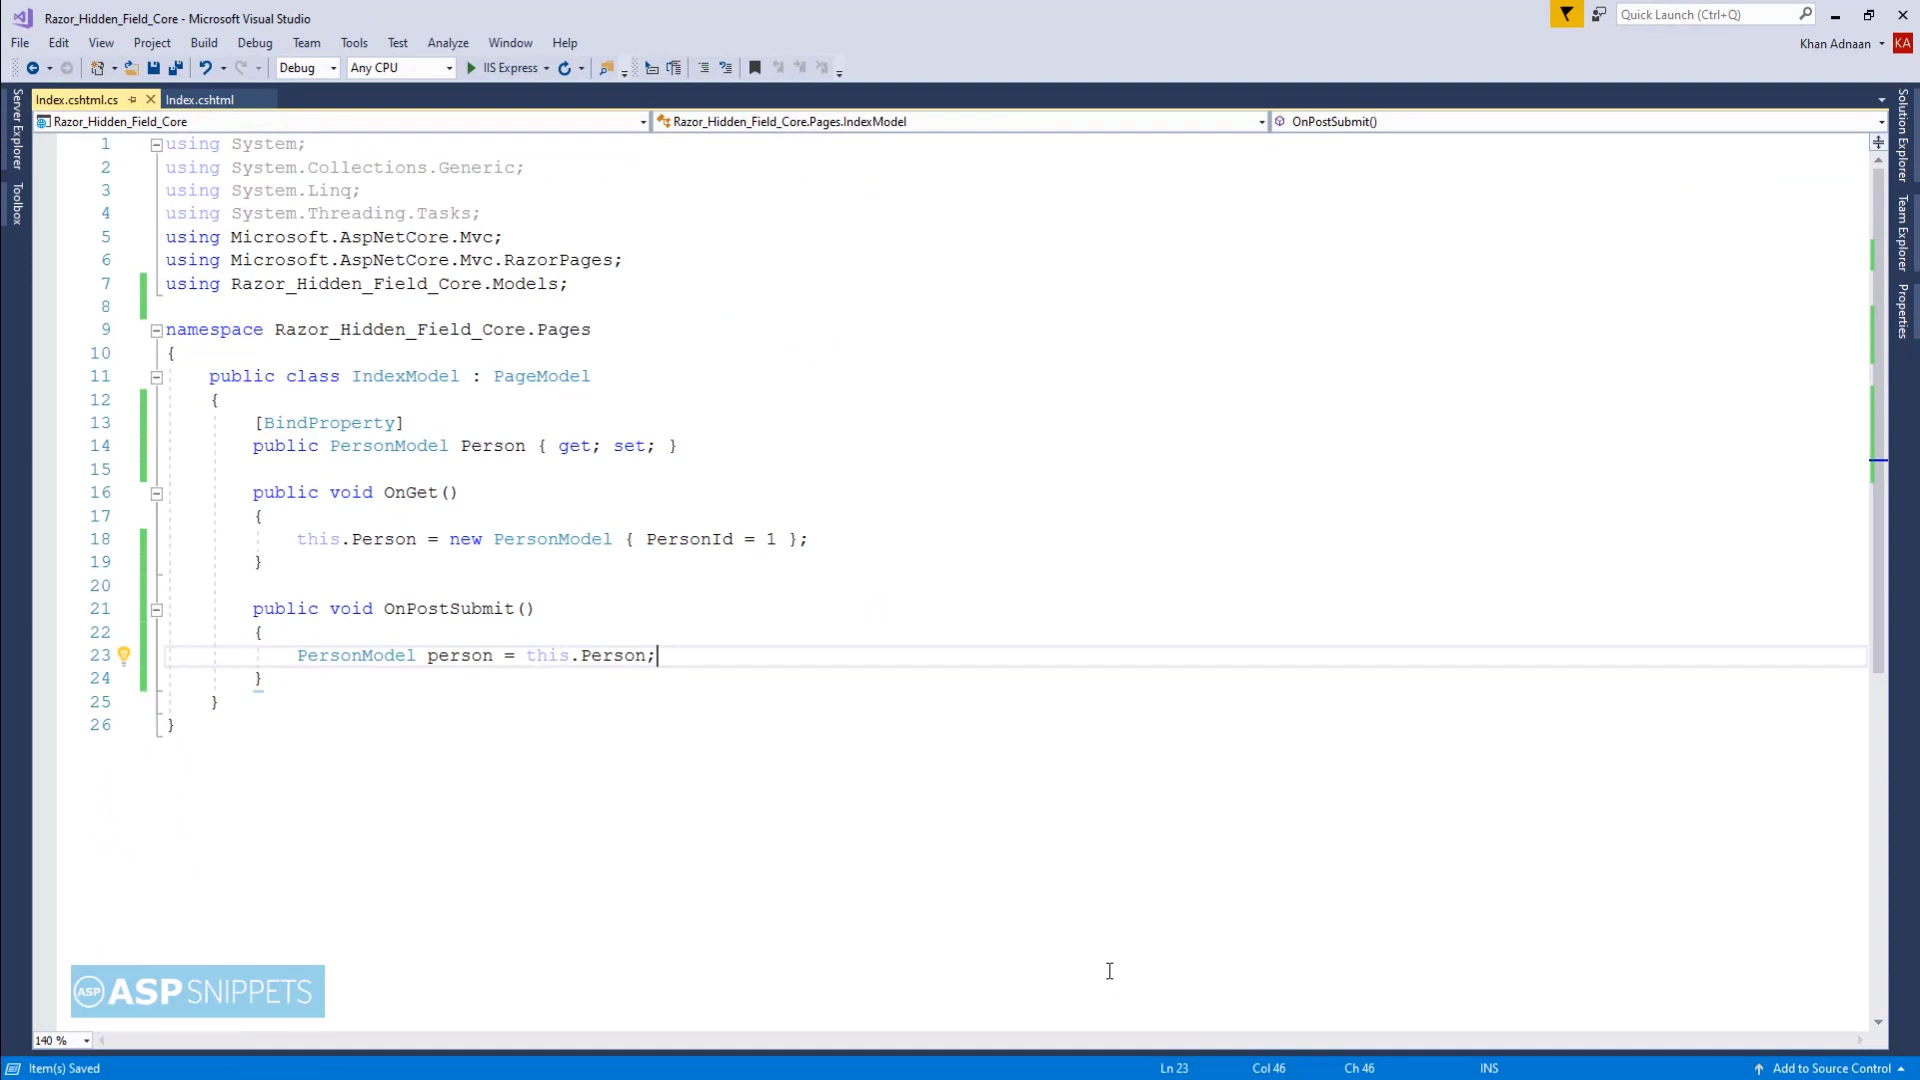 Razor_Hidden_Field_Core - Microsoft Visual Studio
Quick Launch (Ctrl+Q)
File Edit View Project Build Debug Team Tools Test Analyze Window Help
Khan Adnaan KA
Debug Any CPU IIS Express
Index.cshtml.cs Index.cshtml
Razor_Hidden_Field_Core Razor_Hidden_Field_Core.Pages.IndexModel OnPostSubmit()
Server Explorer
Toolbox
Solution Explorer
Team Explorer
Properties
1 using System;
2 using System.Collections.Generic;
3 using System.Linq;
4 using System.Threading.Tasks;
5 using Microsoft.AspNetCore.Mvc;
6 using Microsoft.AspNetCore.Mvc.RazorPages;
7 using Razor_Hidden_Field_Core.Models;
8
9 namespace Razor_Hidden_Field_Core.Pages
10 {
11 public class IndexModel : PageModel
12 {
13 [BindProperty]
14 public PersonModel Person { get; set; }
15
16 public void OnGet()
17 {
18 this.Person = new PersonModel { PersonId = 1 };
19 }
20
21 public void OnPostSubmit()
22 {
23 PersonModel person = this.Person;
24 }
25 }
26 }
ASP ASPSNIPPETS
140 %
Item(s) Saved Ln 23 Col 46 Ch 46 INS Add to Source Control